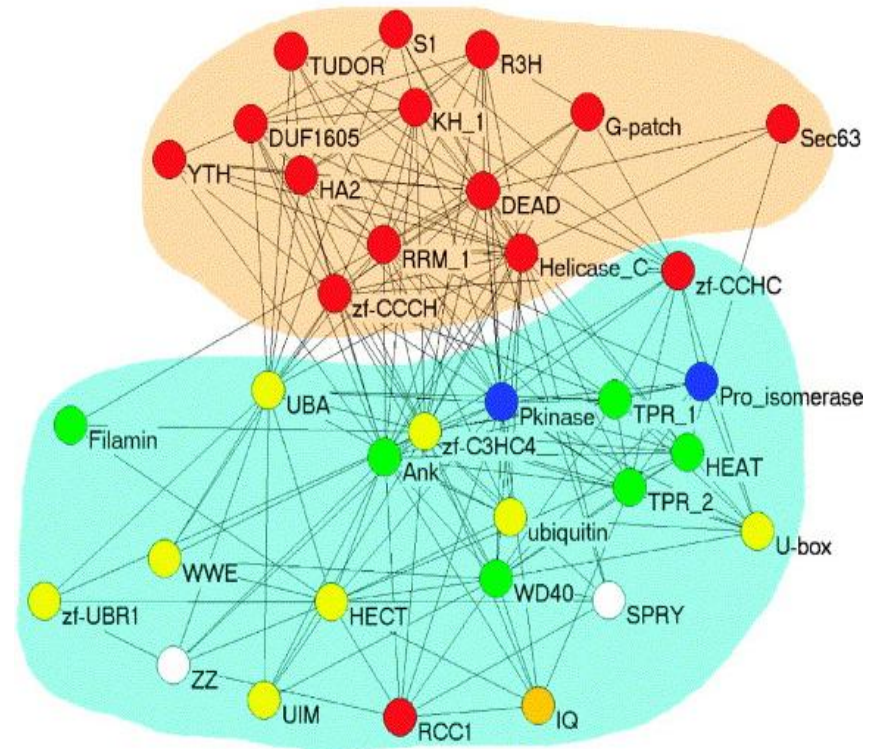 S1
TUDOR
R3H
KH_1
G-patch
DUF1605
Sec63
YTH
HA2
DEAD
RRM_1
Helicase_C
zf-CCHC
zf-CCCH
UBA
Pkinase
TPR_1
Pro_isomerase
Filamin
zf-C3HC4
Ank
HEAT
TPR_2
ubiquitin
U-box
WWE
WD40
zf-UBR1
HECT
SPRY
ZZ
UIM
RCC1
IQ